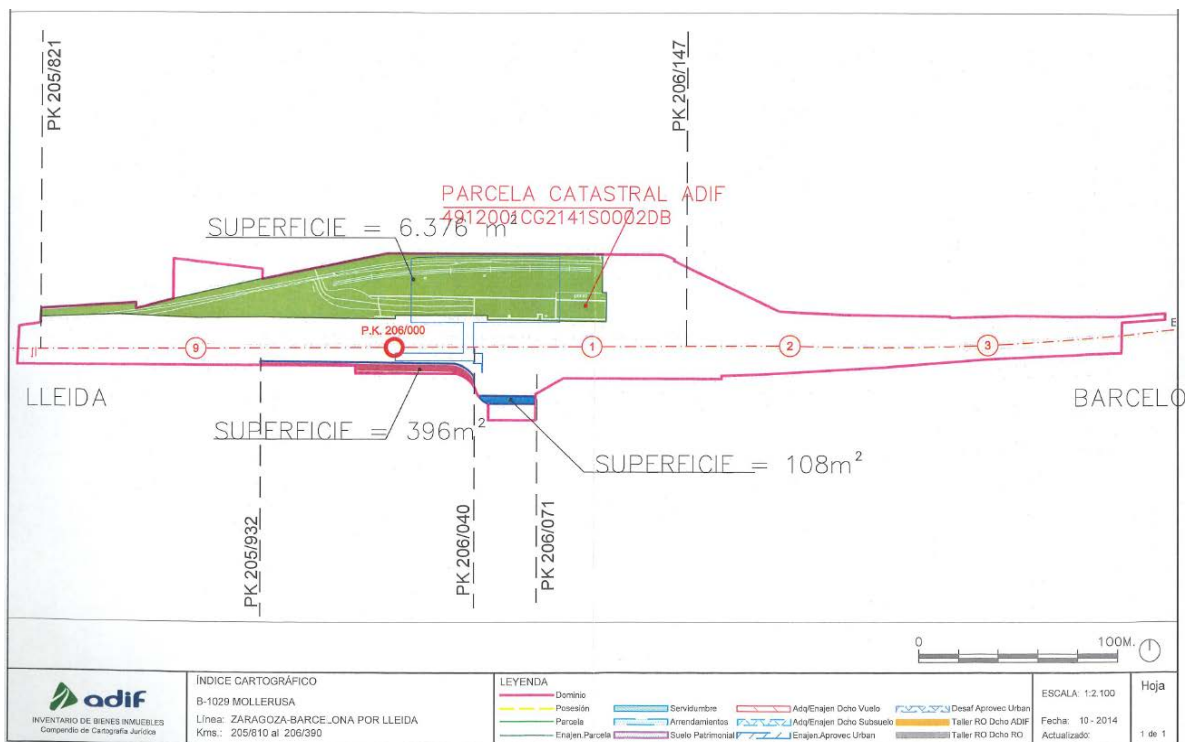 PK 205/821
PK 206/147
PARCELA CATASTRAL ADIF
4912001CG2141S0002DB
SUPERFICIE = 6.376 m²
P.K. 206/000
9
1
2
3
LLEIDA
BARCELO
SUPERFICIE = 396m²
SUPERFICIE = 108m²
PK 205/932
PK 206/040
PK 206/071
0 100M.
adif
INVENTARIO DE BIENES INMUEBLES
Compendio de Cartografía Jurídica
ÍNDICE CARTOGRÁFICO
B-1029 MOLLERUSA
Línea: ZARAGOZA-BARCELONA POR LLEIDA
Kms.: 205/810 al 206/390
LEYENDA
Dominio
Posesión
Parcela
Enajen.Parcela
Servidumbre
Arrendamientos
Suelo Patrimonial
Adq/Enajen Dcho Vuelo
Adq/Enajen Dcho Subsuelo
Enajen.Aprovec Urban
Desaf Aprovec Urban
Taller RO Dcho ADIF
Taller RO Dcho RO
ESCALA: 1:2.100
Fecha: 10 - 2014
Actualizado:
Hoja
1 de 1